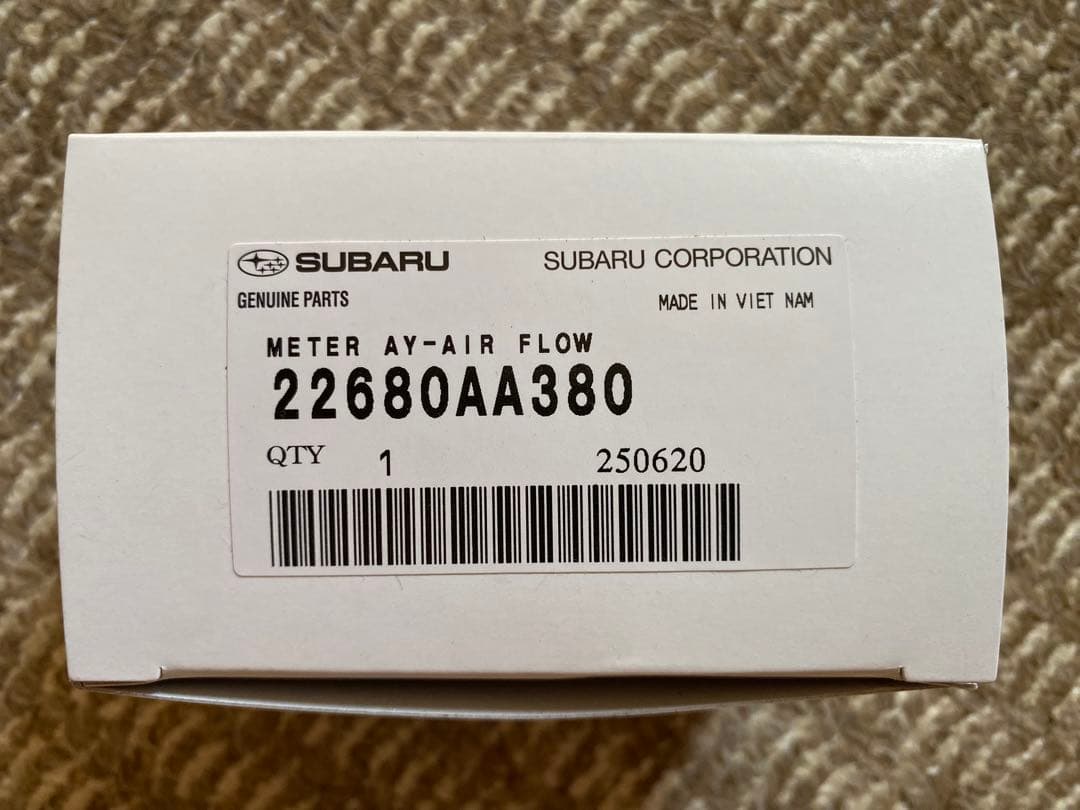 SUBARU SUBARU CORPORATION
GENUINE PARTS MADE IN VIET NAM
METER AY-AIR FLOW
22680AA380
QTY 1 250620